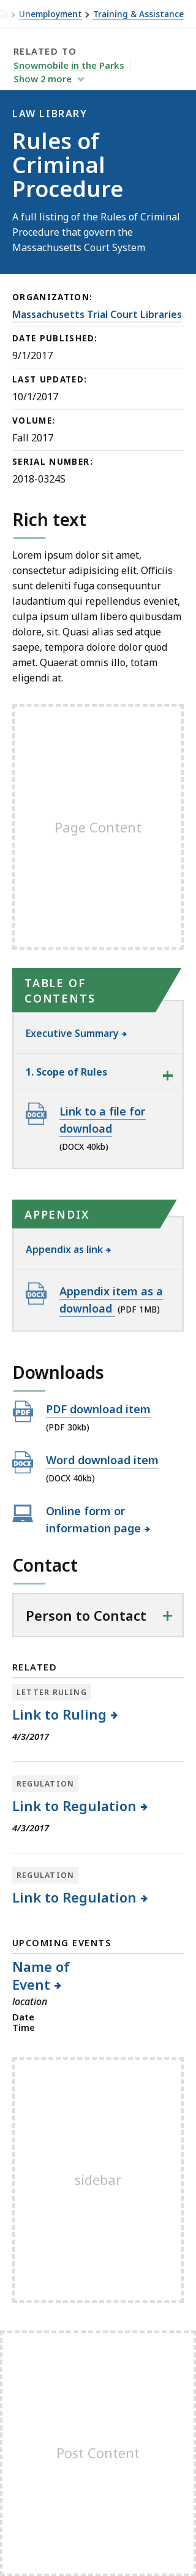 Unemployment Training & Assistance
RELATED TO
Snowmobile in the Parks
Show 2 more
LAW LIBRARY
Rules of
Criminal
Procedure
A full listing of the Rules of Criminal
Procedure that govern the
Massachusetts Court System
ORGANIZATION:
Massachusetts Trial Court Libraries
DATE PUBLISHED:
9/1/2017
LAST UPDATED:
10/1/2017
VOLUME:
Fall 2017
SERIAL NUMBER:
2018-0324S
Rich text
Lorem ipsum dolor sit amet,
consectetur adipisicing elit. Officiis
sunt deleniti fuga consequuntur
laudantium qui repellendus eveniet,
culpa ipsum ullam libero quibusdam
dolore, sit. Quasi alias sed atque
saepe, tempora dolore dolor quod
amet. Quaerat omnis illo, totam
eligendi at.
Page Content
TABLE OF
CONTENTS
Executive Summary
1. Scope of Rules
DOCX
Link to a file for
download
(DOCX 40kb)
APPENDIX
Appendix as link
DOCX
Appendix item as a
download (PDF 1MB)
Downloads
PDF
PDF download item
(PDF 30kb)
DOCX
Word download item
(DOCX 40kb)
Online form or
information page
Contact
Person to Contact
RELATED
LETTER RULING
Link to Ruling
4/3/2017
REGULATION
Link to Regulation
4/3/2017
REGULATION
Link to Regulation
UPCOMING EVENTS
Name of
Event
location
Date
Time
sidebar
Post Content